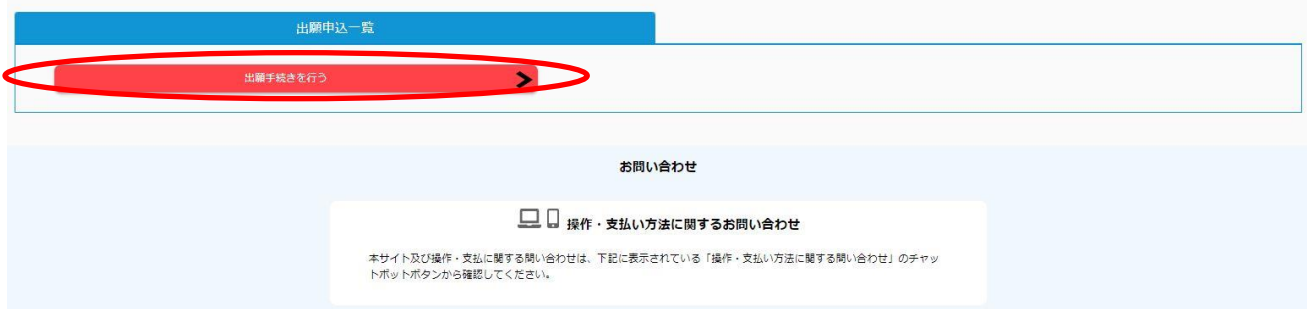 出願申込一覧
出願手続きを行う
お問い合わせ
操作・支払い方法に関するお問い合わせ
本サイト及び操作・支払に関する問い合わせは、下記に表示されている「操作・支払い方法に関する問い合わせ」のチャッ
トボットボタンから確認してください。